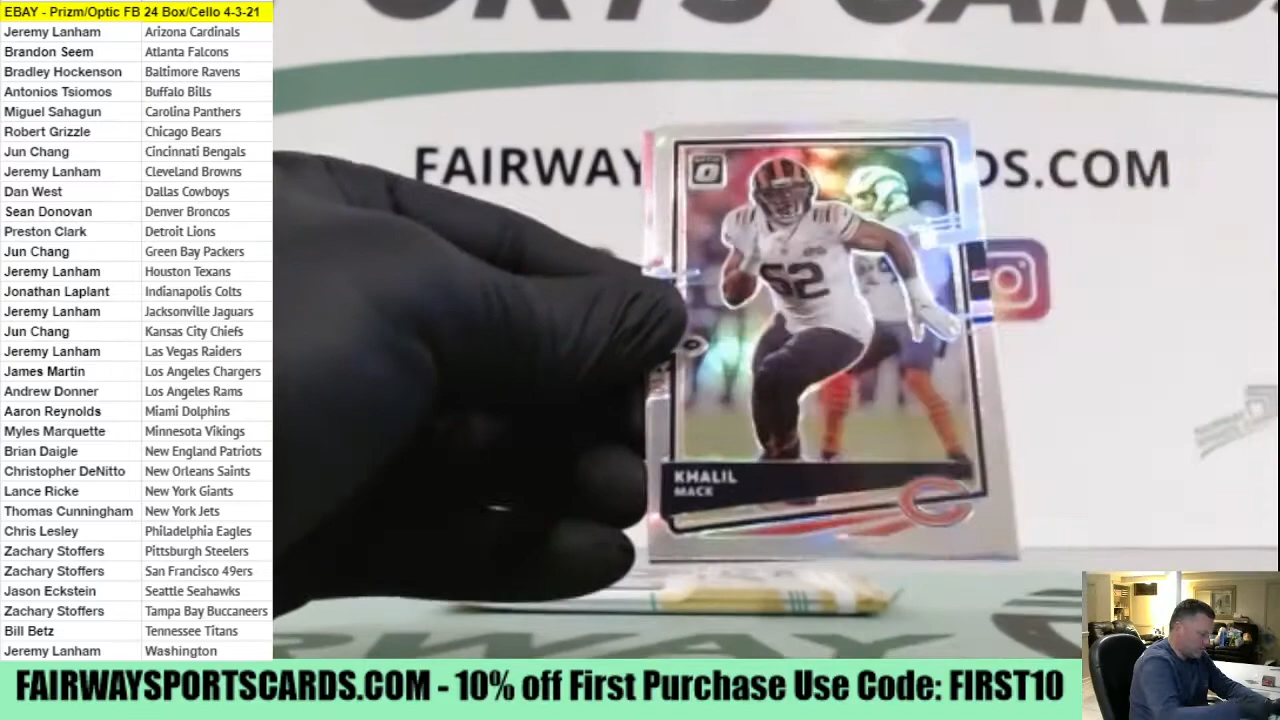 EBAY - Prizm/Optic FB 24 Box/Cello 4-3-21
Jeremy Lanham Arizona Cardinals
Brandon Seem Atlanta Falcons
Bradley Hockenson Baltimore Ravens
Antonios Tsiomos Buffalo Bills
Miguel Sahagun Carolina Panthers
Robert Grizzle Chicago Bears
Jun Chang Cincinnati Bengals
Jeremy Lanham Cleveland Browns
Dan West Dallas Cowboys
Sean Donovan Denver Broncos
Preston Clark Detroit Lions
Jun Chang Green Bay Packers
Jeremy Lanham Houston Texans
Jonathan Laplant Indianapolis Colts
Jeremy Lanham Jacksonville Jaguars
Jun Chang Kansas City Chiefs
Jeremy Lanham Las Vegas Raiders
James Martin Los Angeles Chargers
Andrew Donner Los Angeles Rams
Aaron Reynolds Miami Dolphins
Myles Marquette Minnesota Vikings
Brian Daigle New England Patriots
Christopher DeNitto New Orleans Saints
Lance Ricke New York Giants
Thomas Cunningham New York Jets
Chris Lesley Philadelphia Eagles
Zachary Stoffers Pittsburgh Steelers
Zachary Stoffers San Francisco 49ers
Jason Eckstein Seattle Seahawks
Zachary Stoffers Tampa Bay Buccaneers
Bill Betz Tennessee Titans
Jeremy Lanham Washington
CARDS
FAIRWAY DS.COM
52
KHALIL
MACK
RWAY
FAIRWAYSPORTSCARDS.COM - 10% off First Purchase Use Code: FIRST10